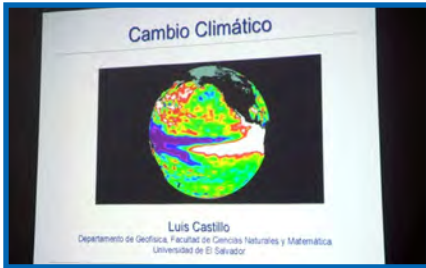 Cambio Climático
Luis Castillo
Departamento de Geofísica, Facultad de Ciencias Naturales y Matemática
Universidad de El Salvador